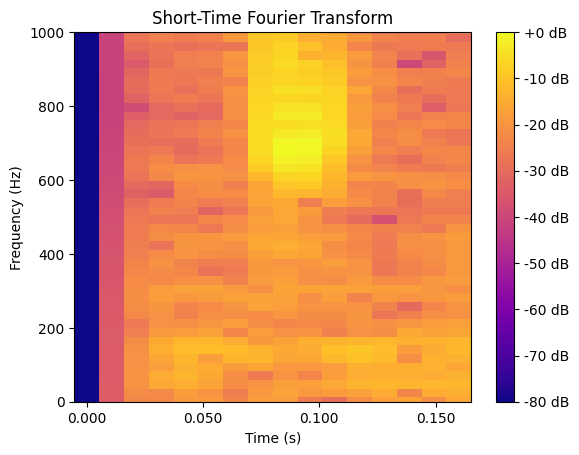 Short-Time Fourier Transform
1000
800
600
400
200
0
Frequency (Hz)
0.000
0.050
0.100
0.150
Time (s)
+0 dB
-10 dB
-20 dB
-30 dB
-40 dB
-50 dB
-60 dB
-70 dB
-80 dB